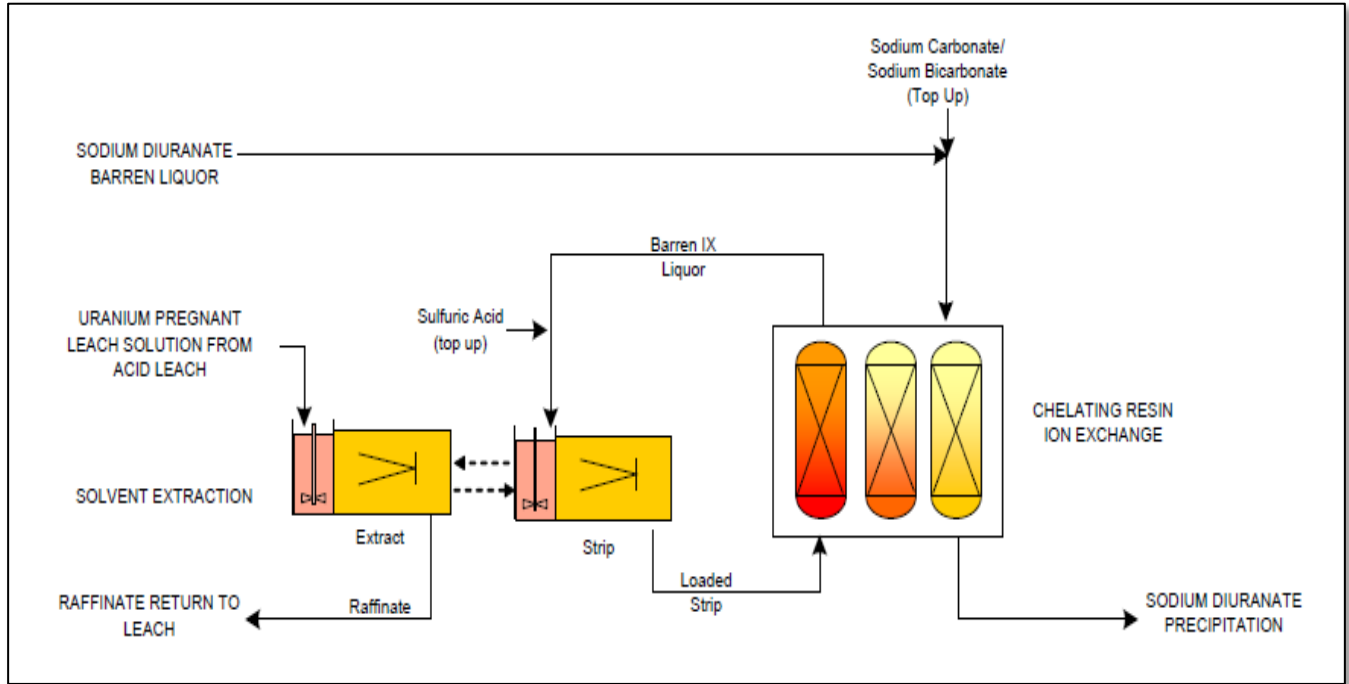 Sodium Carbonate/
Sodium Bicarbonate
(Top Up)
SODIUM DIURANATE
BARREN LIQUOR
Barren IX
Liquor
URANIUM PREGNANT
LEACH SOLUTION FROM
ACID LEACH
Sulfuric Acid
(top up)
CHELATING RESIN
ION EXCHANGE
SOLVENT EXTRACTION
Extract
Strip
Loaded
Strip
RAFFINATE RETURN TO
LEACH
Raffinate
SODIUM DIURANATE
PRECIPITATION